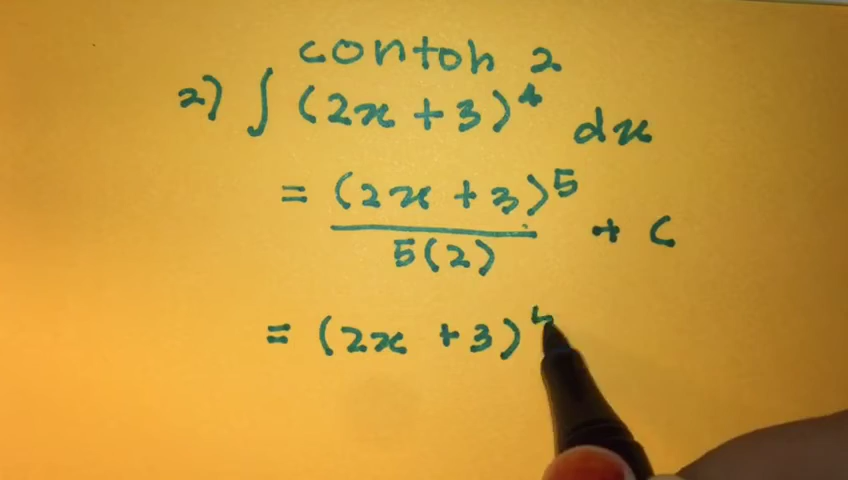 contoh 2
2) ∫ (2x + 3)⁴ dx
= (2x + 3)⁵ / 5(2) + c
= (2x + 3)